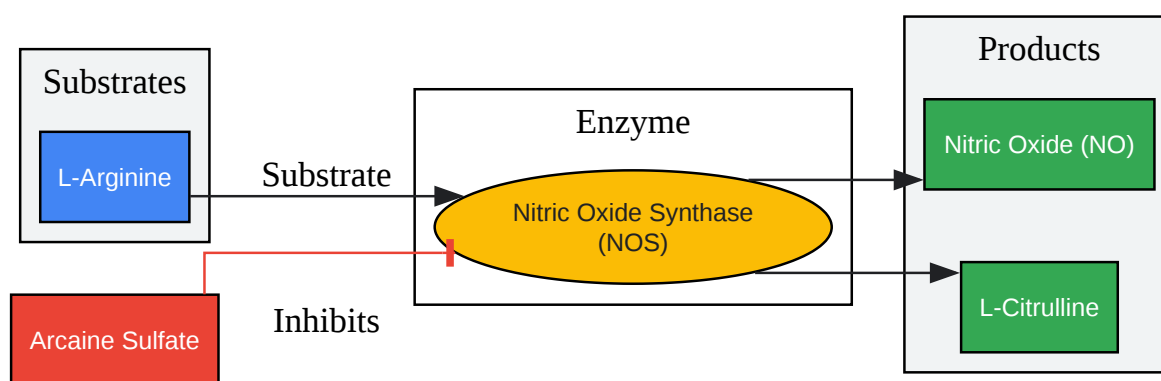 Substrates
L-Arginine
Substrate
Enzyme
Nitric Oxide Synthase
(NOS)
Products
Nitric Oxide (NO)
L-Citrulline
Arcaine Sulfate
Inhibits